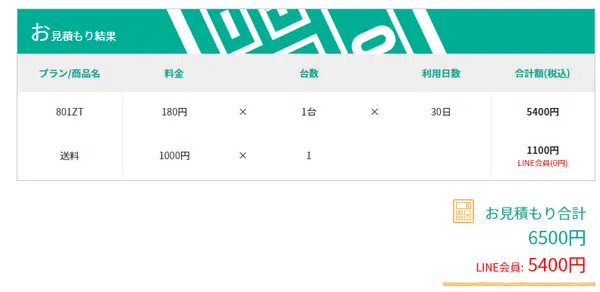 お見積もり結果
プラン/商品名 料金 台数 利用日数 合計額(税込)
801ZT 180円 × 1台 × 30日 5400円
送料 1000円 × 1 1100円
LINE会員(0円)
お見積もり合計
6500円
LINE会員: 5400円